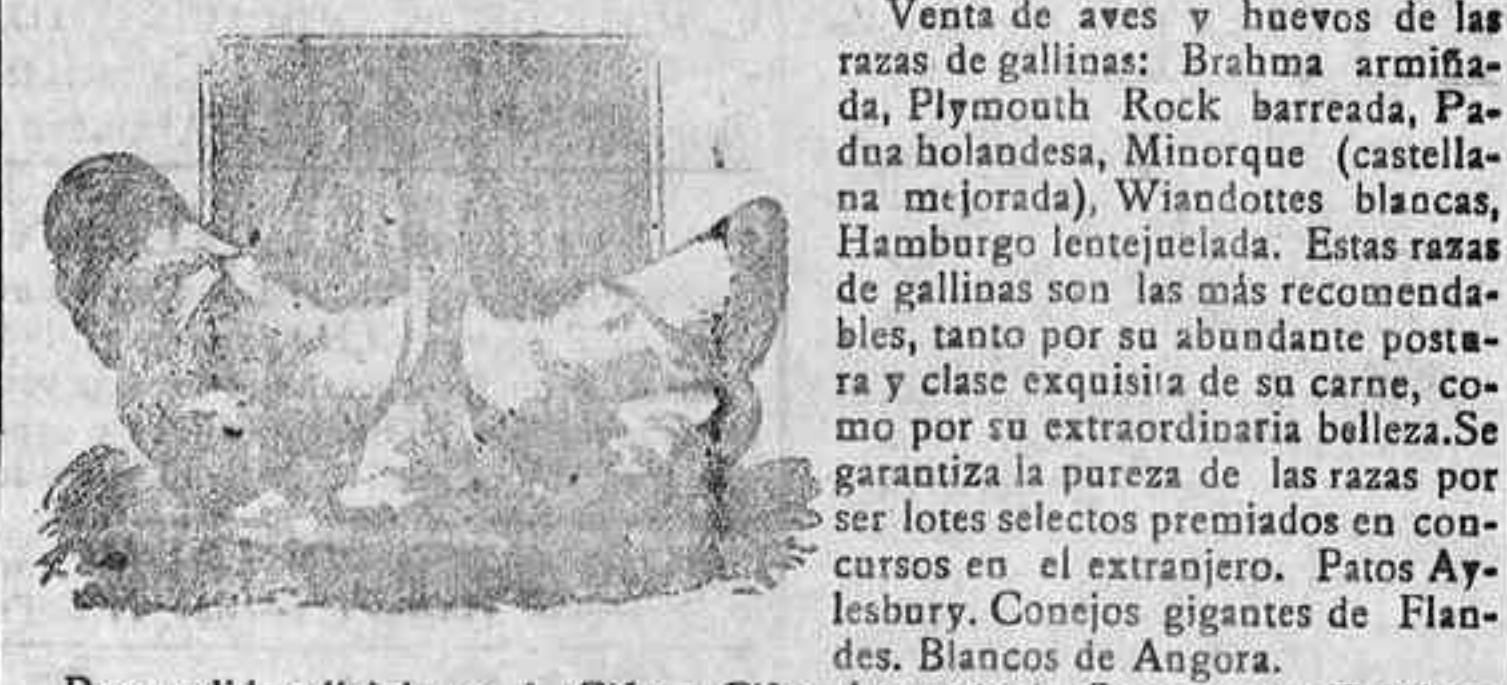 Venta de aves y huevos de las
razas de gallinas: Brahma armiña-
da, Plymouth Rock barreada, Pa-
dua holandesa, Minorque (castella-
na mejorada), Wiandottes blancas,
Hamburgo lentejuelada. Estas razas
de gallinas son las más recomenda-
bles, tanto por su abundante postu-
ra y clase exquisita de su carne, co-
mo por su extraordinaria belleza.Se
garantiza la pureza de las razas por
ser lotes selectos premiados en con-
cursos en el extranjero. Patos Ay-
lesbury. Conejos gigantes de Flan-
des. Blancos de Angora.